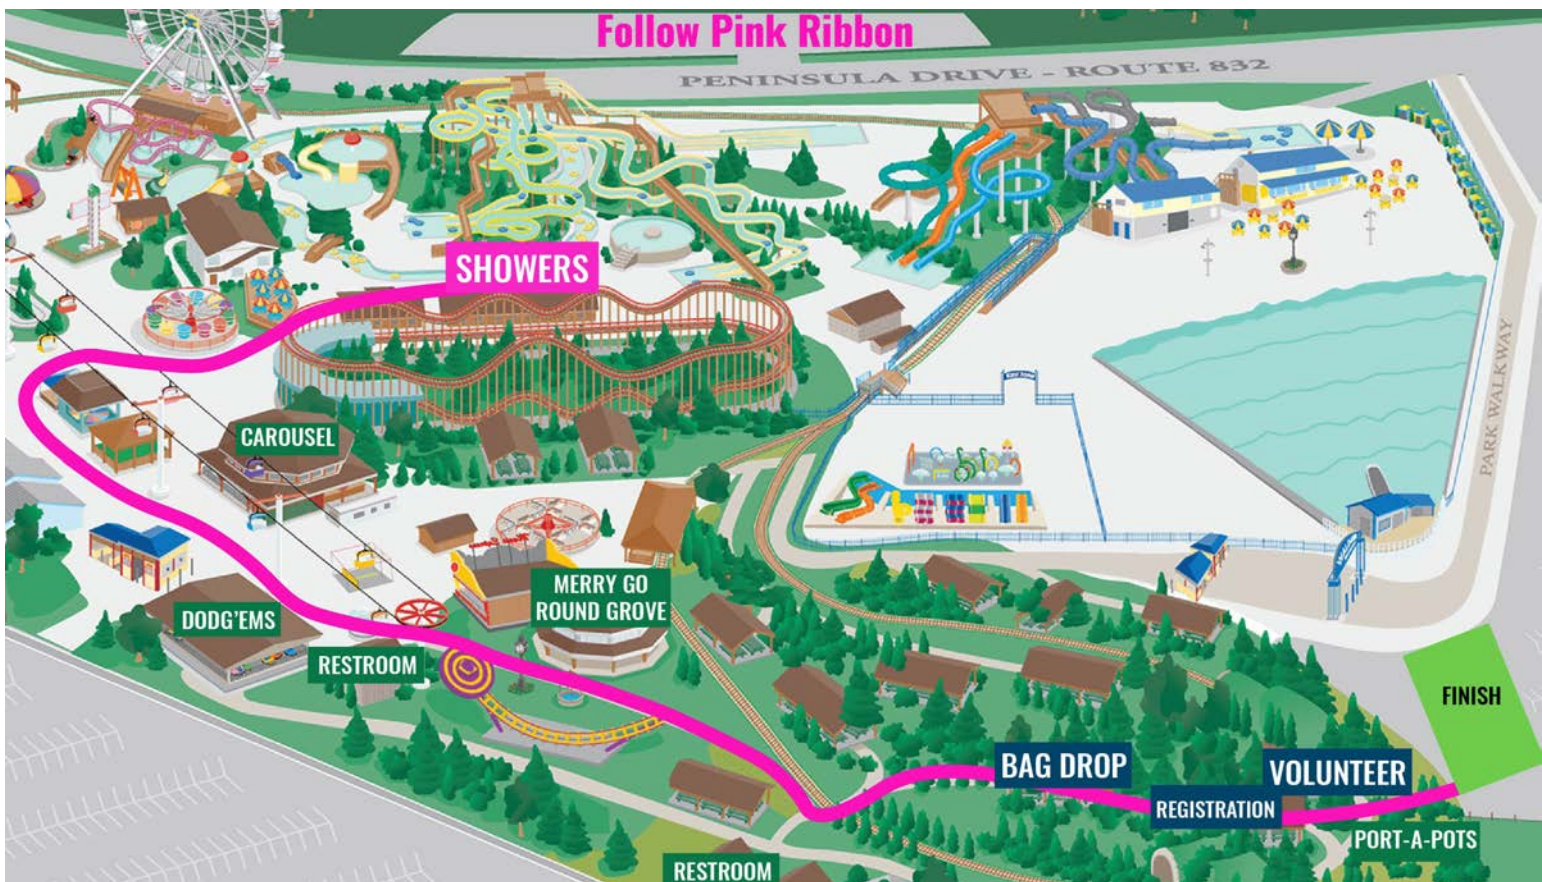 Follow Pink Ribbon
PENINSULA DRIVE - ROUTE 832
SHOWERS
PARK WALKWAY
CAROUSEL
MERRY GO
ROUND GROVE
DODG'EMS
RESTROOM
FINISH
BAG DROP
VOLUNTEER
REGISTRATION
PORT-A-POTS
RESTROOM